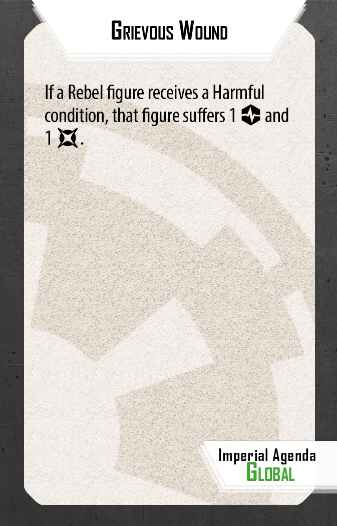 Grievous Wound
If a Rebel figure receives a Harmful
condition, that figure suffers 1 and
1 .
Imperial Agenda
Global